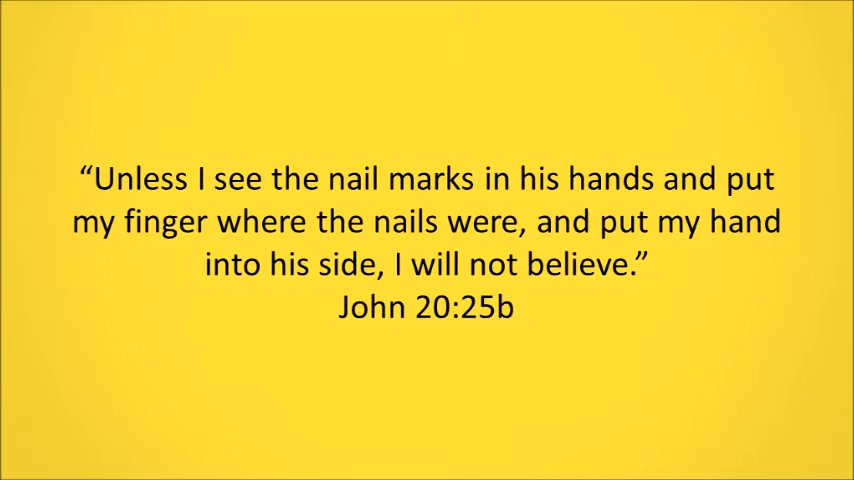 “Unless I see the nail marks in his hands and put
my finger where the nails were, and put my hand
into his side, I will not believe.”
John 20:25b